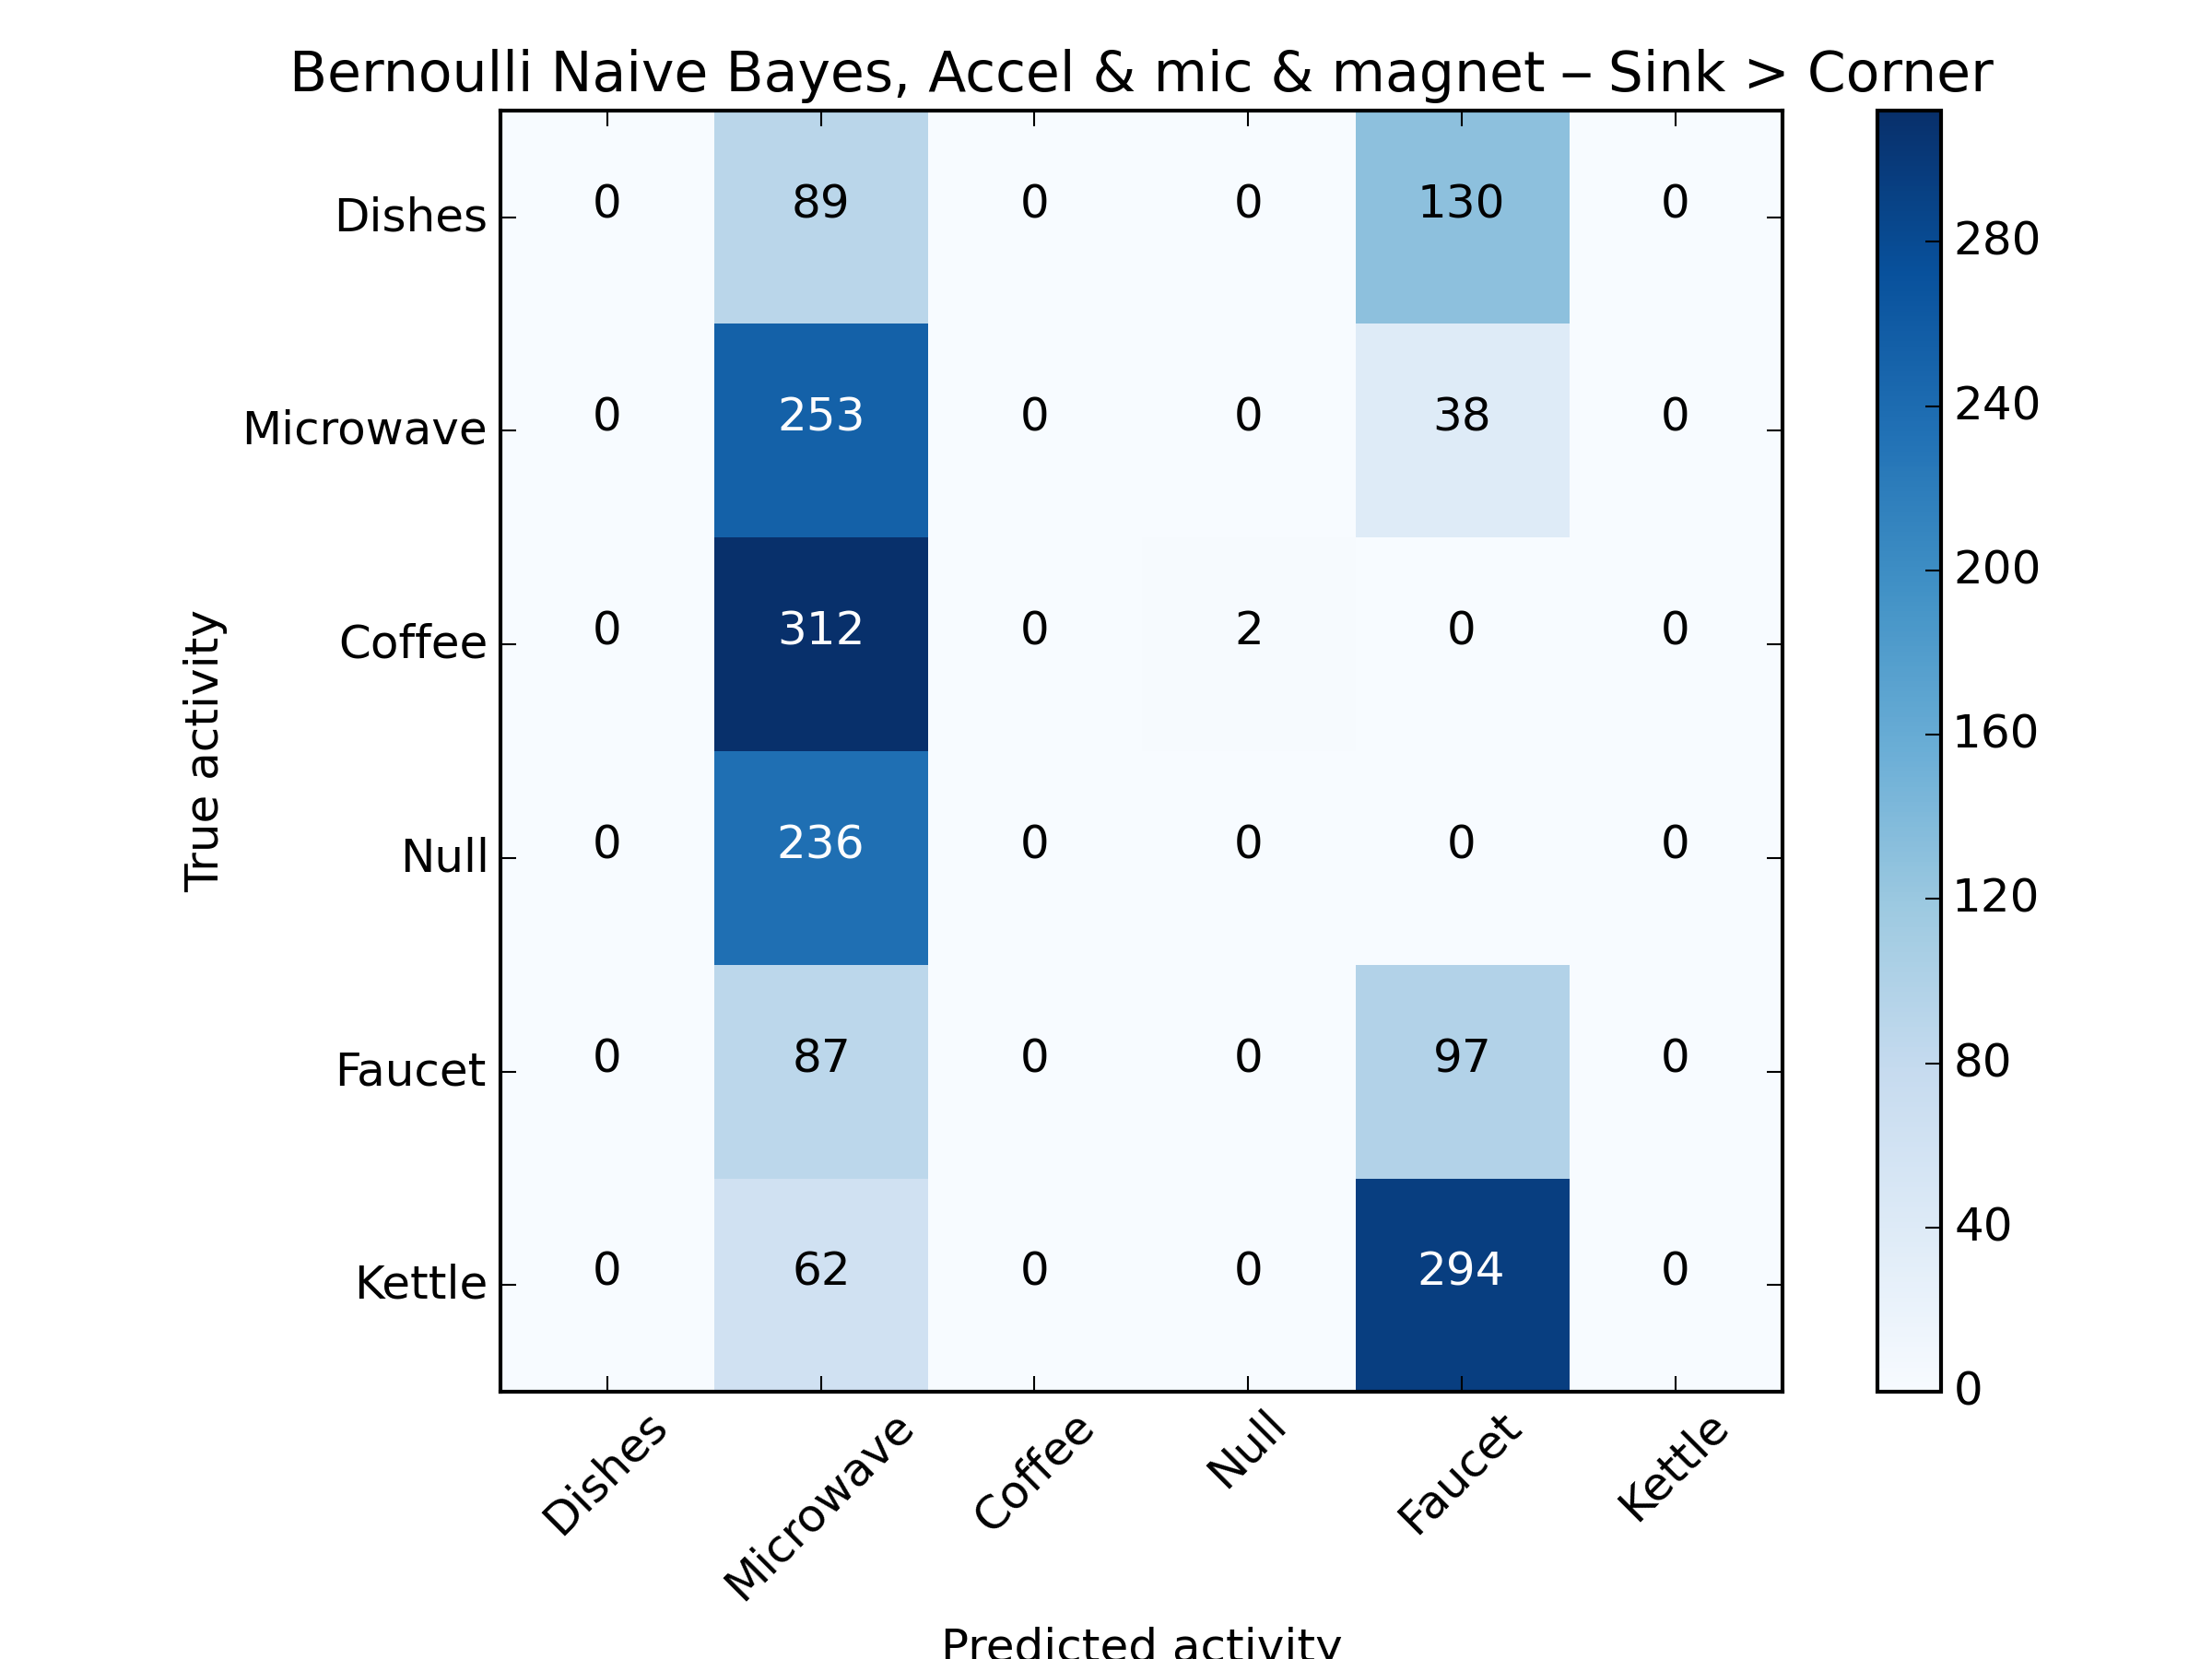 Bernoulli Naive Bayes, Accel & mic & magnet – Sink > Corner
Dishes 0 89 0 0 130 0
Microwave 0 253 0 0 38 0
Coffee 0 312 0 2 0 0
Null 0 236 0 0 0 0
Faucet 0 87 0 0 97 0
Kettle 0 62 0 0 294 0
True activity
Dishes Microwave Coffee Null Faucet Kettle
Predicted activity
280
240
200
160
120
80
40
0